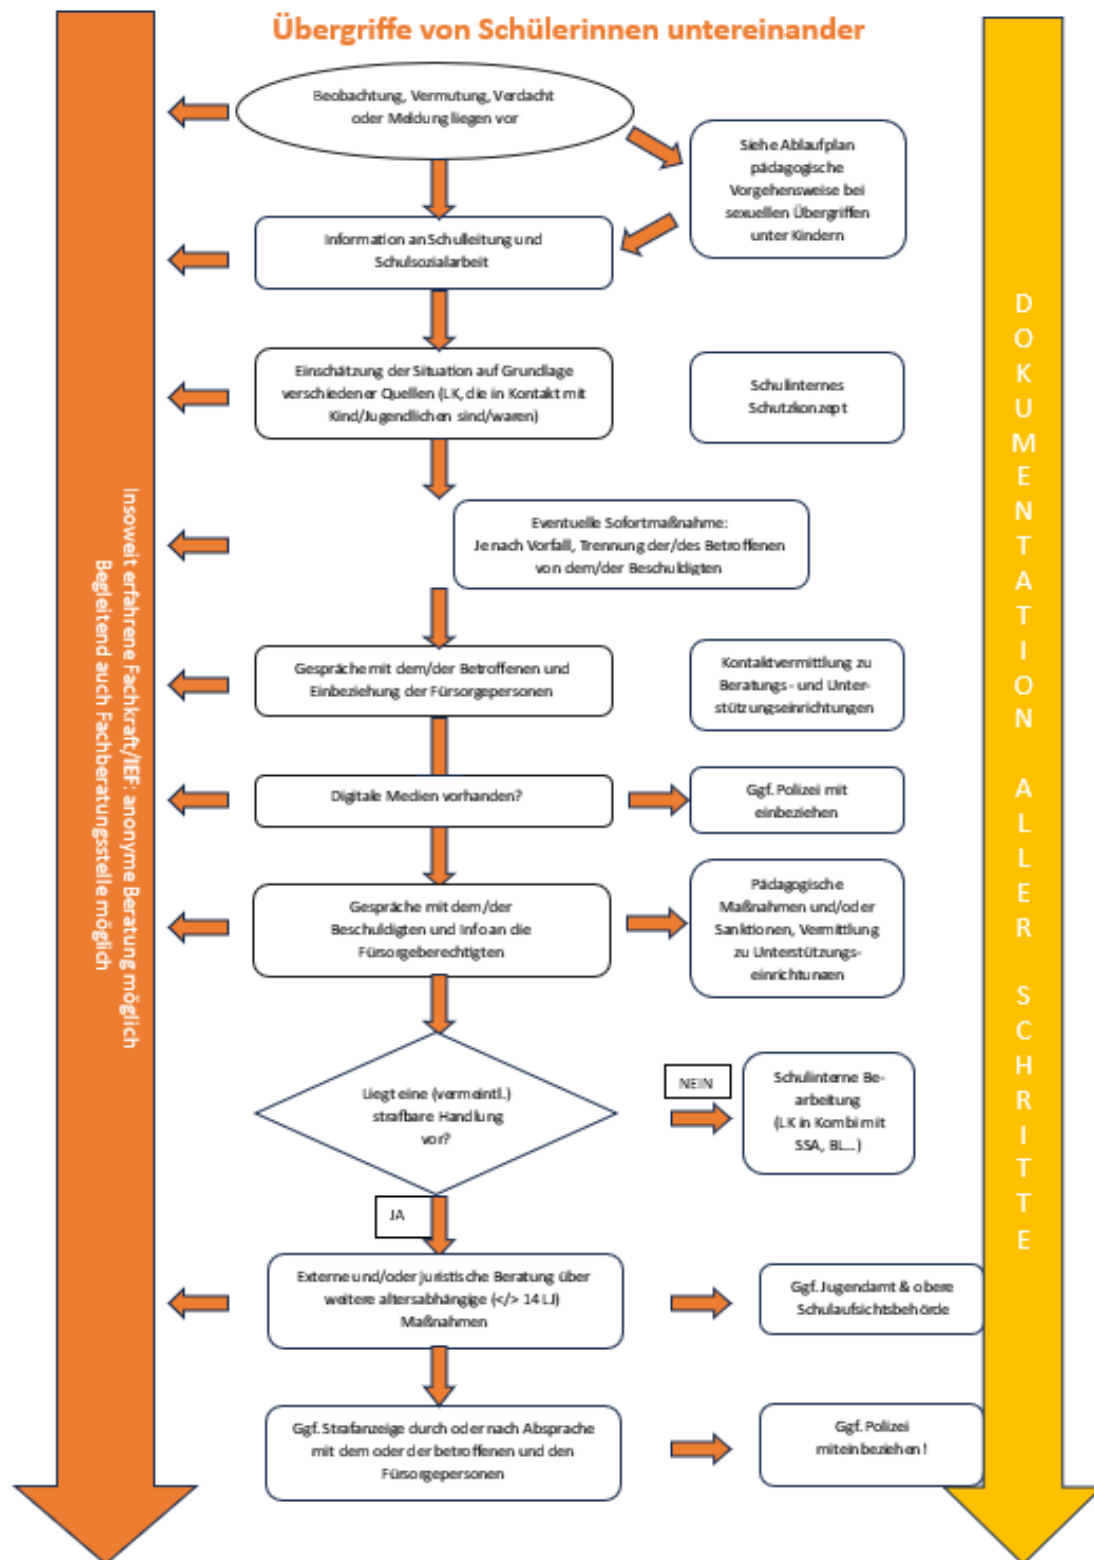 Übergriffe von Schülerinnen untereinander
Beobachtung, Vermutung, Verdacht
oder Meldung liegen vor
Siehe Ablaufplan
pädagogische
Vorgehensweise bei
sexuellen Übergriffen
unter Kindern
Information an Schulleitung und
Schulsozialarbeit
Einschätzung der Situation auf Grundlage
verschiedener Quellen (LK, die in Kontakt mit
Kind/Jugendlichen sind/waren)
Schulinternes
Schutzkonzept
Eventuelle Sofortmaßnahme:
Je nach Vorfall, Trennung der/des Betroffenen
von dem/der Beschuldigten
Gespräche mit dem/der Betroffenen und
Einbeziehung der Fürsorgepersonen
Kontaktvermittlung zu
Beratungs- und Unter-
stützungseinrichtungen
Digitale Medien vorhanden?
Ggf. Polizei mit
einbeziehen
Gespräche mit dem/der
Beschuldigten und Info an die
Fürsorgeberechtigten
Pädagogische
Maßnahmen und/oder
Sanktionen, Vermittlung
zu Unterstützungs-
einrichtungen
Liegt eine (vermeintl.)
strafbare Handlung
vor?
NEIN
Schulinterne Be-
arbeitung
(LK in Kombi mit
SSA, BL...)
JA
Externe und/oder juristische Beratung über
weitere altersabhängige (</> 14 LJ)
Maßnahmen
Ggf. Jugendamt & obere
Schulaufsichtsbehörde
Ggf. Strafanzeige durch oder nach Absprache
mit dem oder der betroffenen und den
Fürsorgepersonen
Ggf. Polizei
miteinbeziehen!
Insoweit erfahrene Fachkraft/IEF: anonyme Beratung möglich
Begleitend auch Fachberatungsstelle möglich
DOKUMENTATION ALLER SCHRITTE